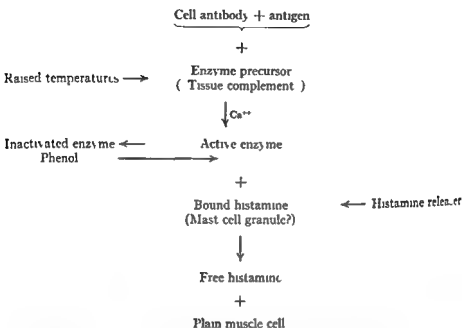 Cell antibody + antigen
+
Raised temperatures → Enzyme precursor
( Tissue complement )
↓ Ca++
Inactivated enzyme ← Active enzyme
Phenol →
+
Bound histamine ← Histamine
(Mast cell granule?)
↓
Free histamine
+
Plain muscle cell